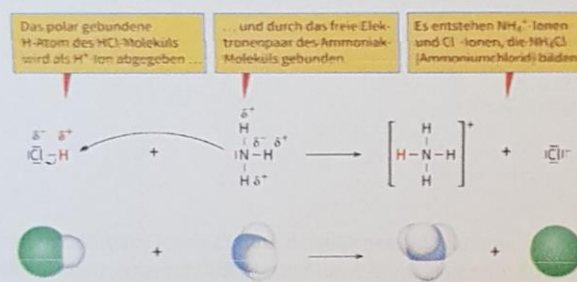 Das polar gebundene
H-Atom des HCl-Moleküls
wird als H⁺-Ion abgegeben ...
... und durch das freie Elek-
tronenpaar des Ammoniak-
Moleküls gebunden.
Es entstehen NH₄⁺-Ionen
und Cl⁻-Ionen, die NH₄Cl
(Ammoniumchlorid) bilden.
δ⁻ δ⁺
Cl–H
+
δ⁺
H
δ⁻ δ⁺
N–H
H δ⁺
H
H–N–H
H
+
+
Cl⁻
+
+